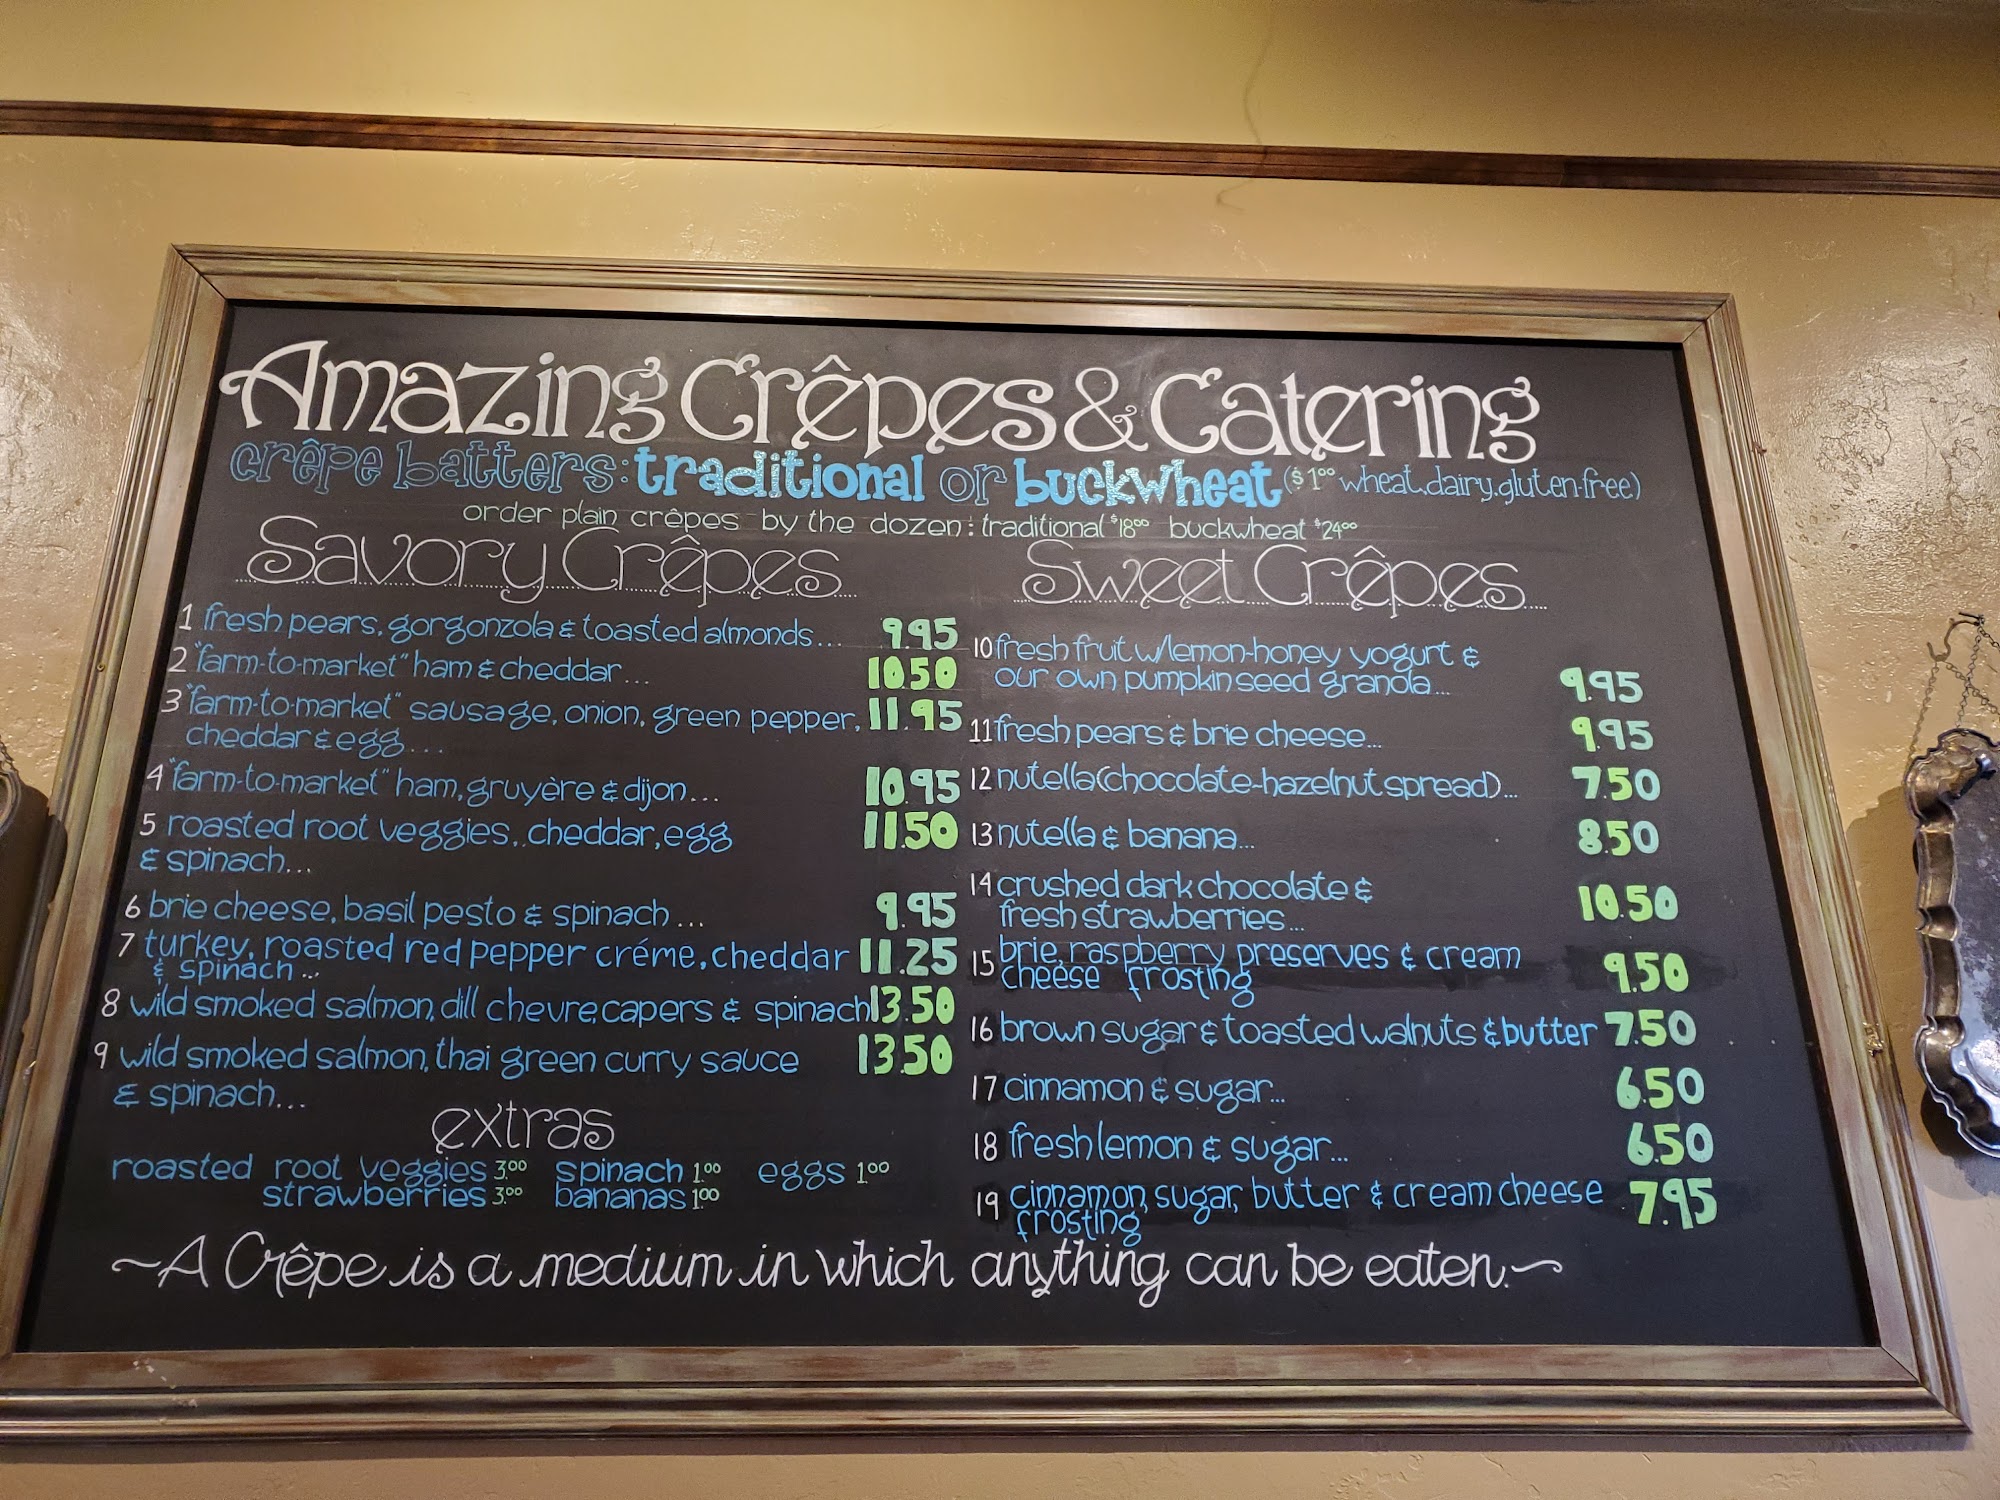 Amazing Crêpes & Catering
crêpe batters: traditional or buckwheat ($1.00 wheat, dairy, gluten-free)
order plain crêpes by the dozen: traditional $18.00 buckwheat $24.00
Savory Crêpes
1 fresh pears, gorgonzola & toasted almonds... 9.95
2 "farm-to-market" ham & cheddar... 10.50
3 "farm-to-market" sausage, onion, green pepper, 11.95
cheddar & egg...
4 "farm-to-market" ham, gruyère & dijon... 10.95
5 roasted root veggies, cheddar, egg 11.50
& spinach...
6 brie cheese, basil pesto & spinach... 9.95
7 turkey, roasted red pepper créme, cheddar 11.25
& spinach...
8 wild smoked salmon, dill chevre, capers & spinach 13.50
9 wild smoked salmon, thai green curry sauce 13.50
& spinach...
extras
roasted root veggies 3.00 spinach 1.00 eggs 1.00
strawberries 3.00 bananas 1.00
Sweet Crêpes
10 fresh fruit w/lemon-honey yogurt &
our own pumpkin seed granola... 9.95
11 fresh pears & brie cheese... 9.95
12 nutella (chocolate-hazelnut spread)... 7.50
13 nutella & banana... 8.50
14 crushed dark chocolate &
fresh strawberries... 10.50
15 brie, raspberry preserves & cream
cheese frosting 9.50
16 brown sugar & toasted walnuts & butter 7.50
17 cinnamon & sugar... 6.50
18 fresh lemon & sugar... 6.50
19 cinnamon, sugar, butter & cream cheese 7.95
frosting
~A Crêpe is a medium in which anything can be eaten.~